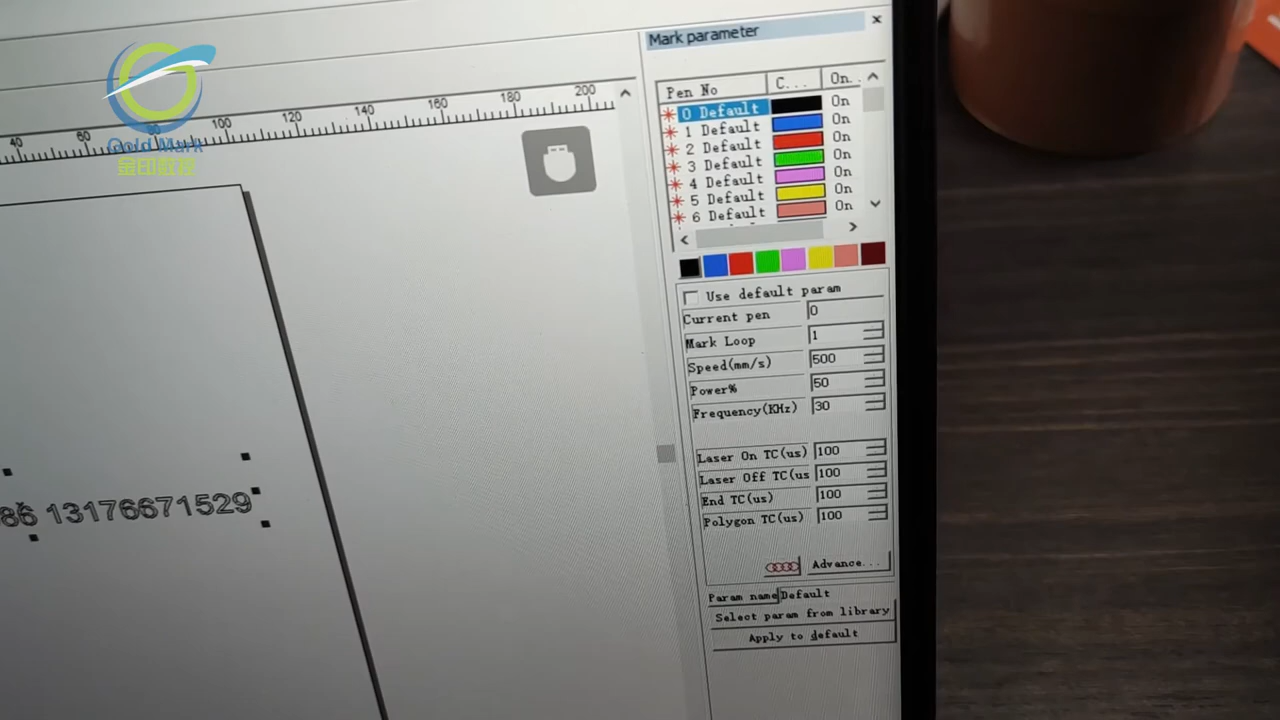 Gold Mark
金印数控
40 60 80 100 120 140 160 180 200
86 13176671529
Mark parameter
Pen No C... On..
0 Default On
1 Default On
2 Default On
3 Default On
4 Default On
5 Default On
6 Default On
Use default param
Current pen 0
Mark Loop 1
Speed(mm/s) 500
Power% 50
Frequency(KHz) 30
Laser On TC(us) 100
Laser Off TC(us 100
End TC(us) 100
Polygon TC(us) 100
Advance...
Param name Default
Select param from library
Apply to default